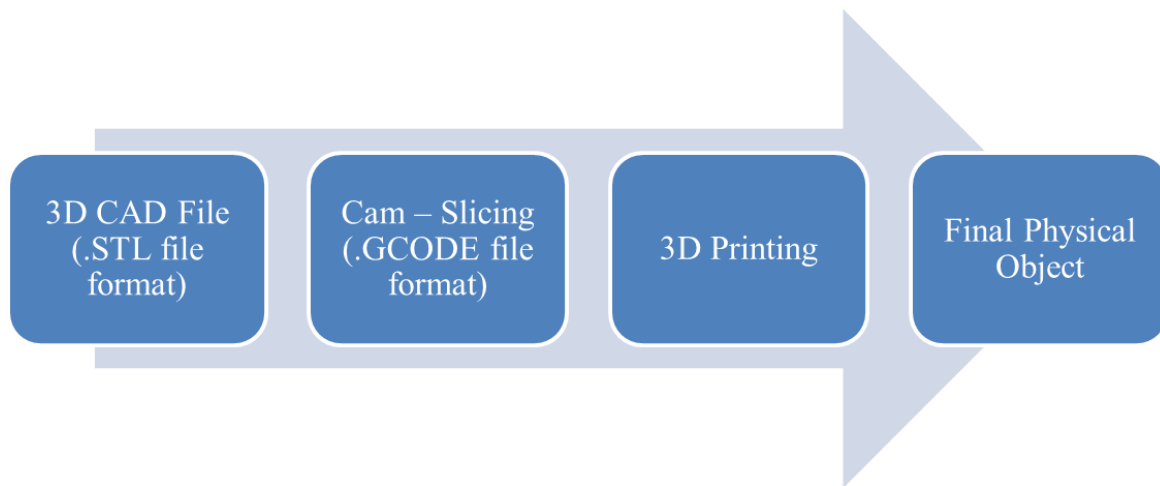 3D CAD File
(.STL file
format)
Cam – Slicing
(.GCODE file
format)
3D Printing
Final Physical
Object